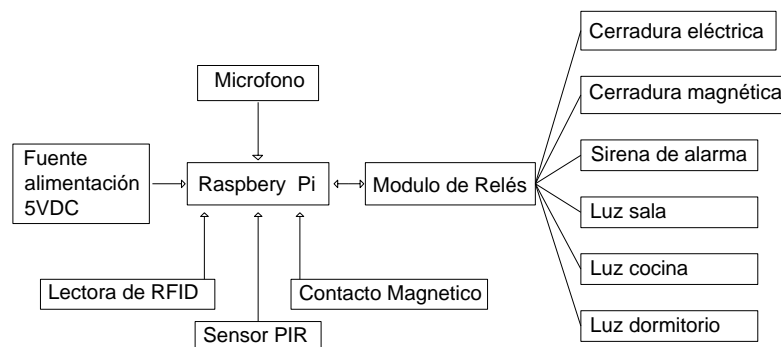 Cerradura eléctrica
Microfono
Cerradura magnética
Fuente
alimentación
5VDC
Raspbery Pi
Modulo de Relés
Sirena de alarma
Luz sala
Lectora de RFID
Contacto Magnetico
Luz cocina
Sensor PIR
Luz dormitorio